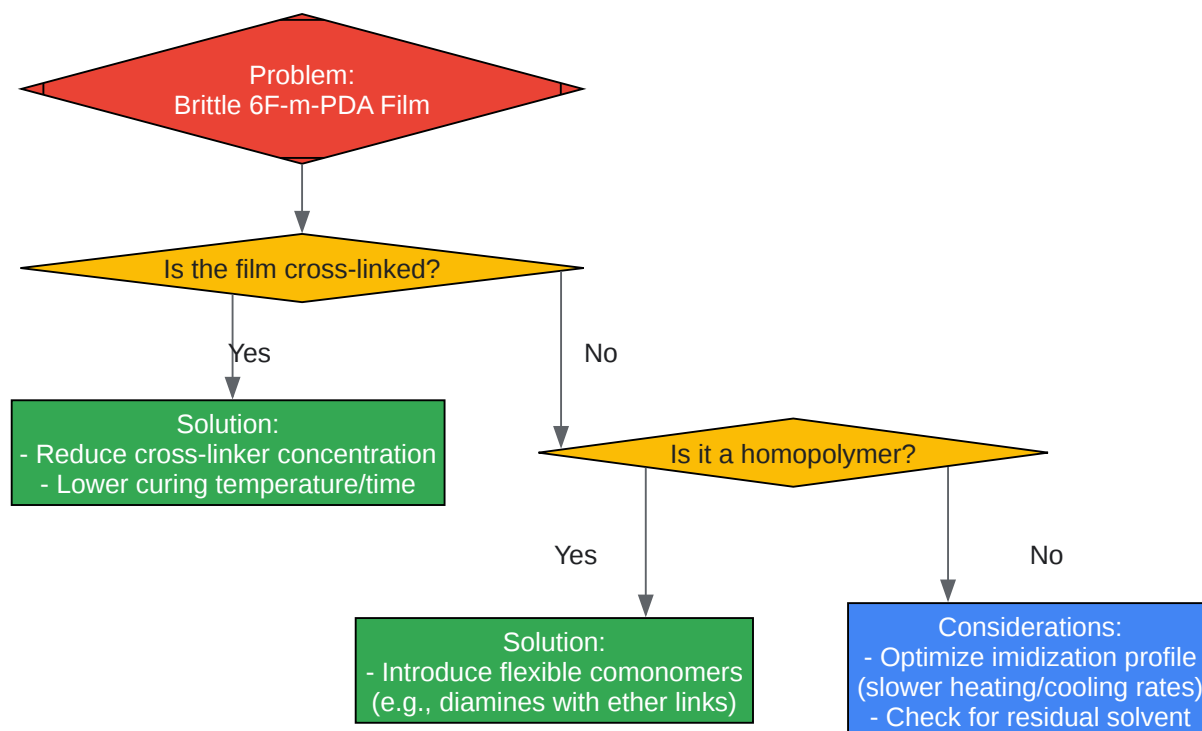 Problem:
Brittle 6F-m-PDA Film
Is the film cross-linked?
Yes
No
Solution:
- Reduce cross-linker concentration
- Lower curing temperature/time
Is it a homopolymer?
Yes
No
Solution:
- Introduce flexible comonomers
(e.g., diamines with ether links)
Considerations:
- Optimize imidization profile
(slower heating/cooling rates)
- Check for residual solvent